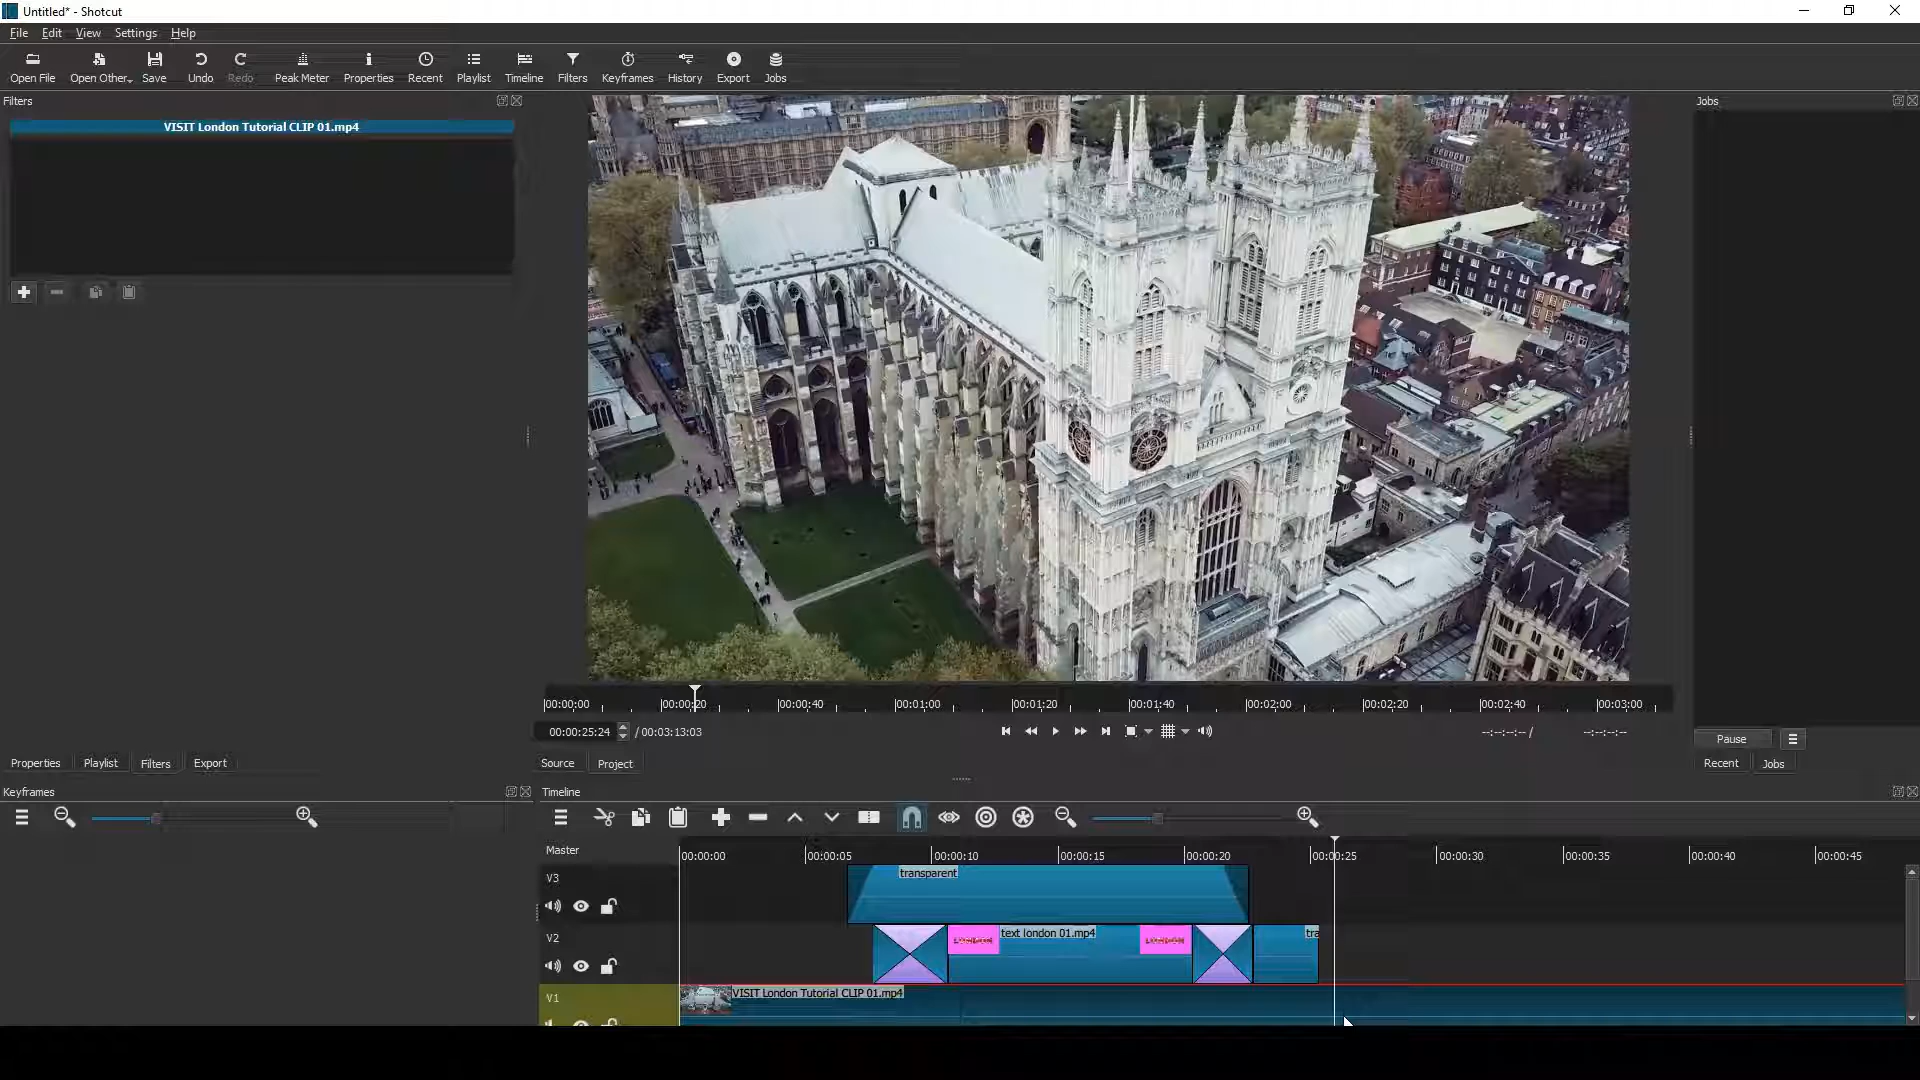 Untitled* - Shotcut
File Edit View Settings Help
Open File Open Other Save Undo Redo Peak Meter Properties Recent Playlist Timeline Filters Keyframes History Export Jobs
Filters
Jobs
VISIT London Tutorial CLIP 01.mp4
00:00:00 00:00:20 00:00:40 00:01:00 00:01:20 00:01:40 00:02:00 00:02:20 00:02:40 00:03:00
00:00:25:24 / 00:03:13:03
--:--:--:-- / --:--:--:--
Pause
Properties Playlist Filters Export
Source Project
Recent Jobs
Keyframes
Timeline
Master
00:00:00 00:00:05 00:00:10 00:00:15 00:00:20 00:00:25 00:00:30 00:00:35 00:00:40 00:00:45
V3
transparent
V2
LONDON text london 01.mp4 LONDON tra
V1
VISIT London Tutorial CLIP 01.mp4